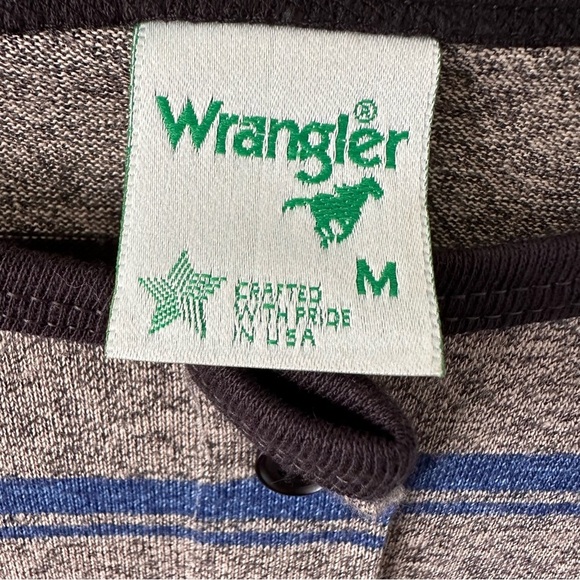 Wrangler®
M
CRAFTED
WITH PRIDE
IN USA